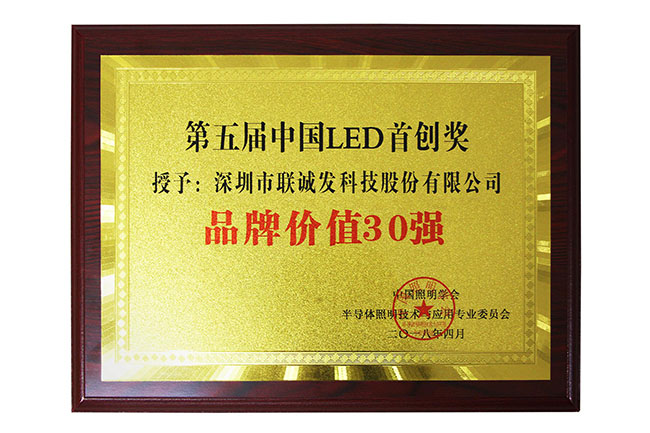 第五届中国LED首创奖
授予：深圳市联诚发科技股份有限公司
品牌价值30强
中国照明学会
半导体照明技术与应用专业委员会
二〇一八年四月